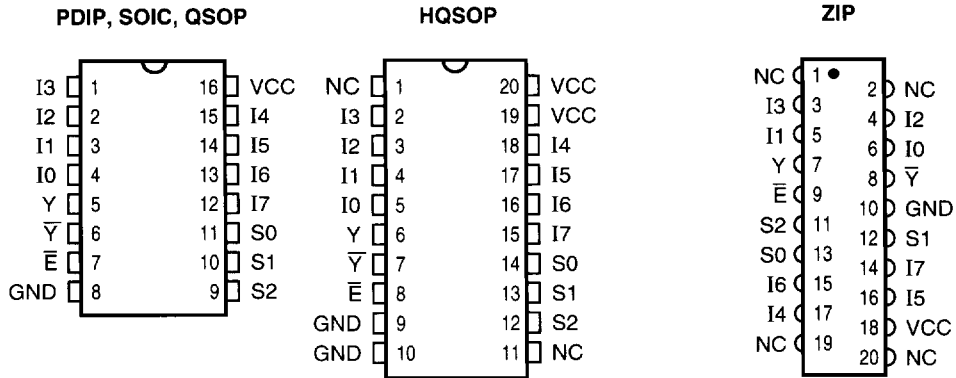 PDIP, SOIC, QSOP
I3 1 16 VCC
I2 2 15 I4
I1 3 14 I5
I0 4 13 I6
Y 5 12 I7
Y̅ 6 11 S0
E̅ 7 10 S1
GND 8 9 S2
HQSOP
NC 1 20 VCC
I3 2 19 VCC
I2 3 18 I4
I1 4 17 I5
I0 5 16 I6
Y 6 15 I7
Y̅ 7 14 S0
E̅ 8 13 S1
GND 9 12 S2
GND 10 11 NC
ZIP
NC 1
2 NC
I3 3
4 I2
I1 5
6 I0
Y 7
8 Y̅
E̅ 9
10 GND
S2 11
12 S1
S0 13
14 I7
I6 15
16 I5
I4 17
18 VCC
NC 19
20 NC